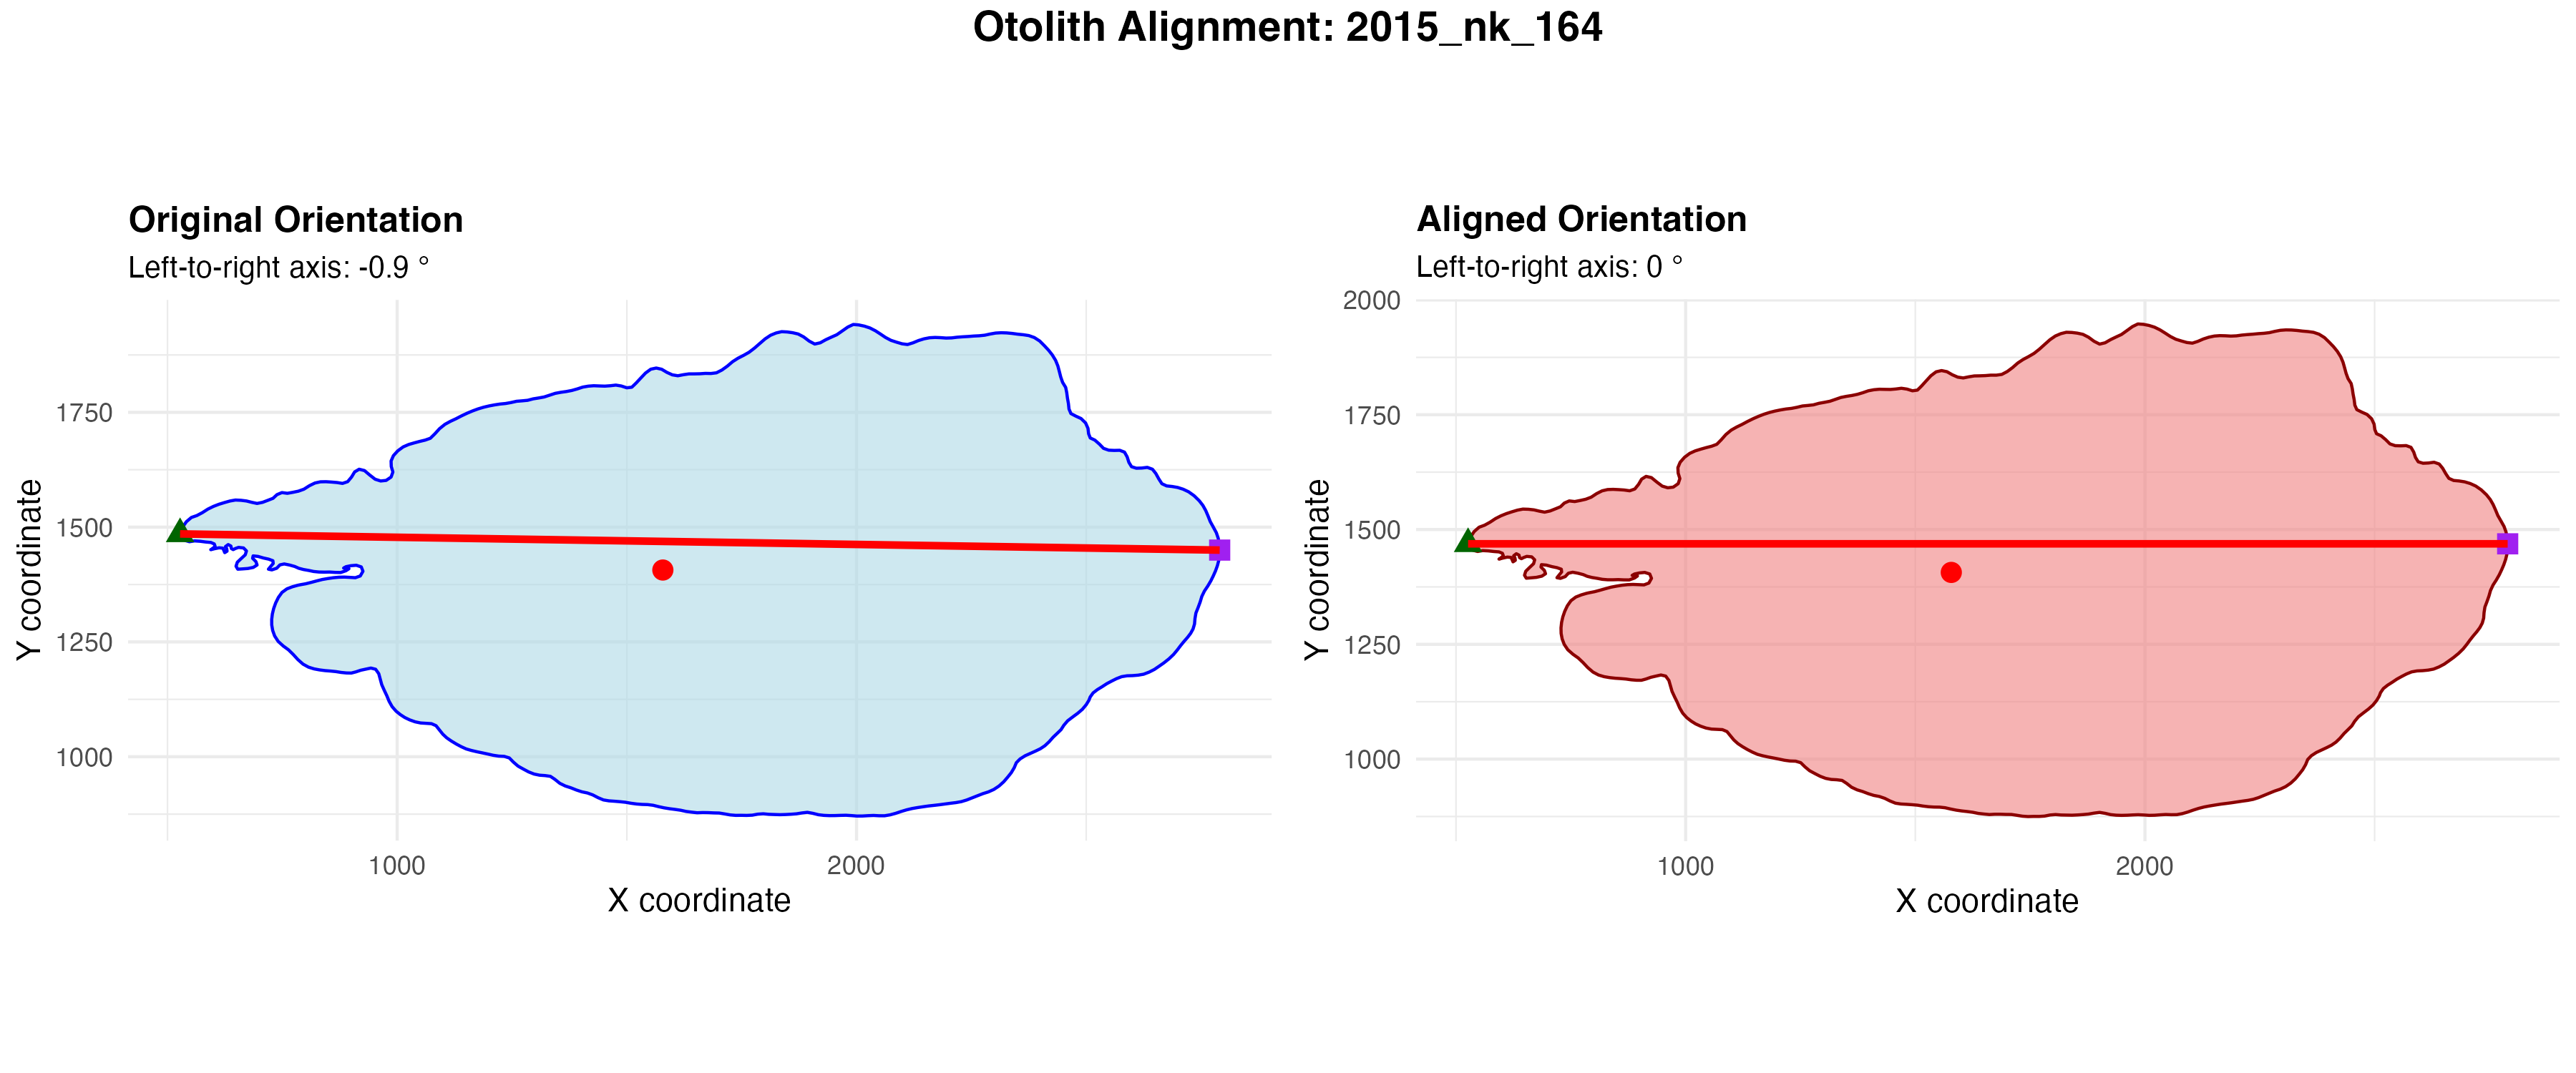 Otolith Alignment: 2015_nk_164
Original Orientation
Left-to-right axis: -0.9 °
1750
1500
1250
1000
Y coordinate
1000
2000
X coordinate
Aligned Orientation
Left-to-right axis: 0 °
2000
1750
1500
1250
1000
Y coordinate
1000
2000
X coordinate